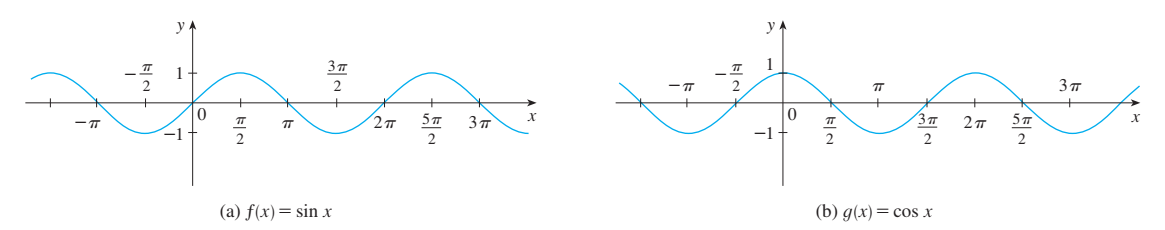 y
−π/2 1 3π/2
−π 0 π/2 π 2π 5π/2 3π x
−1
(a) f(x) = sin x
y
−π −π/2 1 π 3π
0 π/2 3π/2 2π 5π/2 x
−1
(b) g(x) = cos x